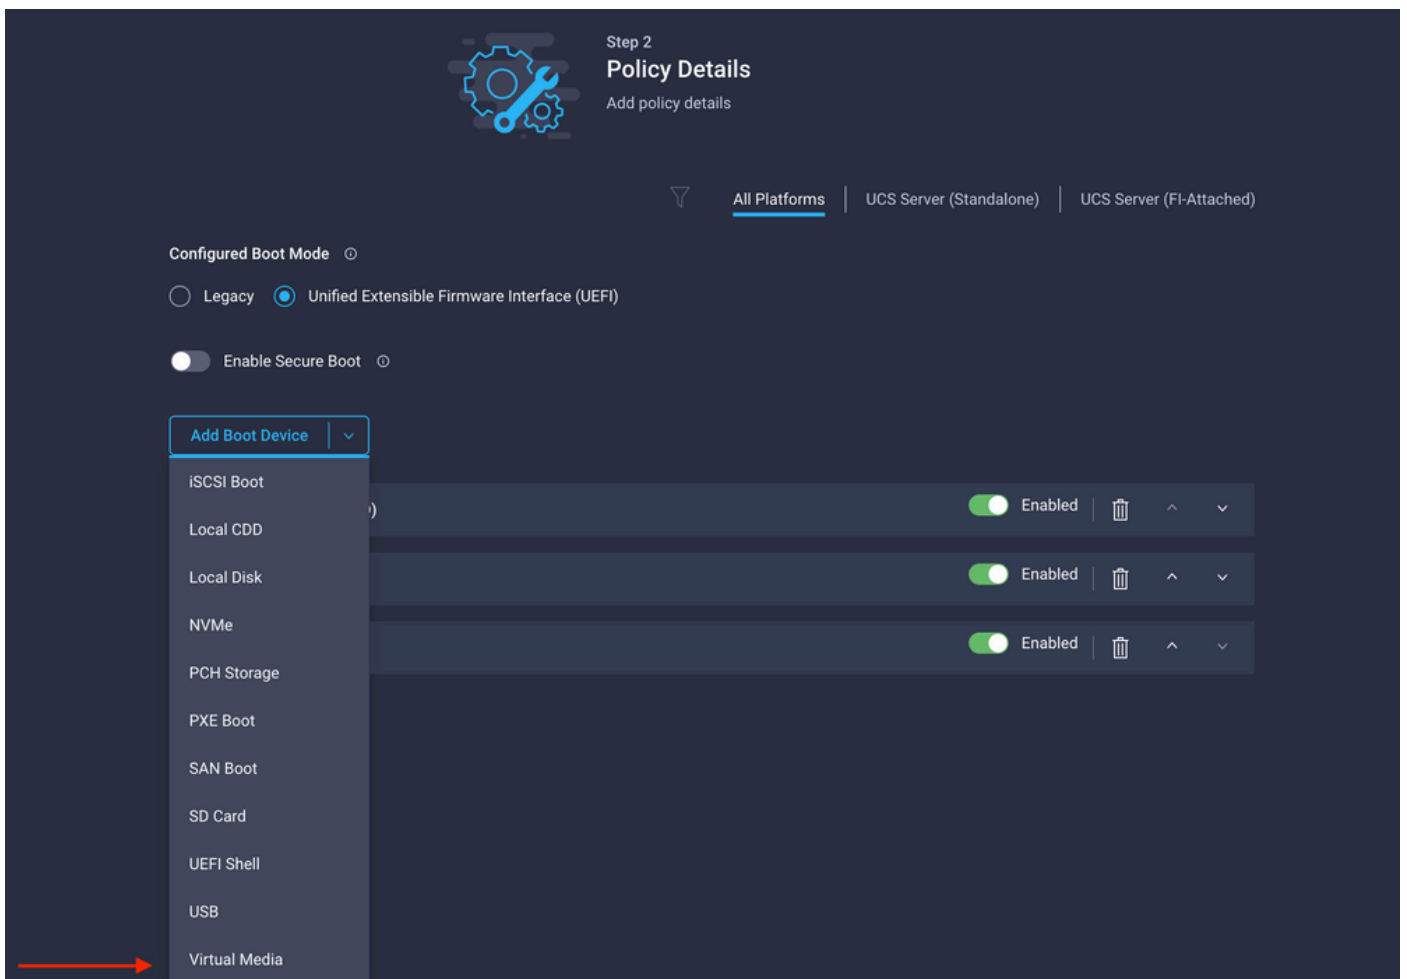 Step 2
Policy Details
Add policy details
All Platforms
UCS Server (Standalone)
UCS Server (FI-Attached)
Configured Boot Mode
Legacy
Unified Extensible Firmware Interface (UEFI)
Enable Secure Boot
Add Boot Device
iSCSI Boot
)
Enabled
Local CDD
Local Disk
Enabled
NVMe
Enabled
PCH Storage
PXE Boot
SAN Boot
SD Card
UEFI Shell
USB
Virtual Media